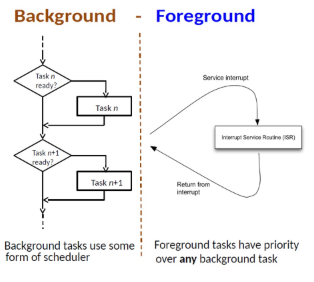 Background - Foreground
Task n
ready?
Task n
Task n+1
ready?
Task n+1
Service interrupt
Interrupt Service Routine (ISR)
Return from
interrupt
Background tasks use some
form of scheduler
Foreground tasks have priority
over any background task